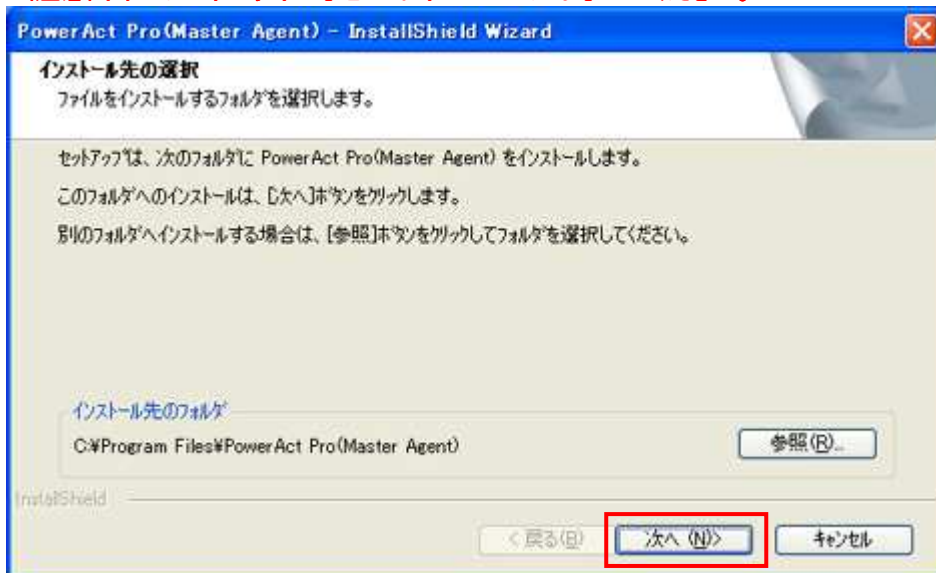 PowerAct Pro(Master Agent) - InstallShield Wizard
インストール先の選択
ファイルをインストールするフォルダを選択します。
セットアップは、次のフォルダに PowerAct Pro(Master Agent) をインストールします。
このフォルダへのインストールは、[次へ]ボタンをクリックします。
別のフォルダへインストールする場合は、[参照]ボタンをクリックしてフォルダを選択してください。
インストール先のフォルダ
C:¥Program Files¥PowerAct Pro(Master Agent)
参照(R)...
InstallShield
< 戻る(B)
次へ (N)>
キャンセル